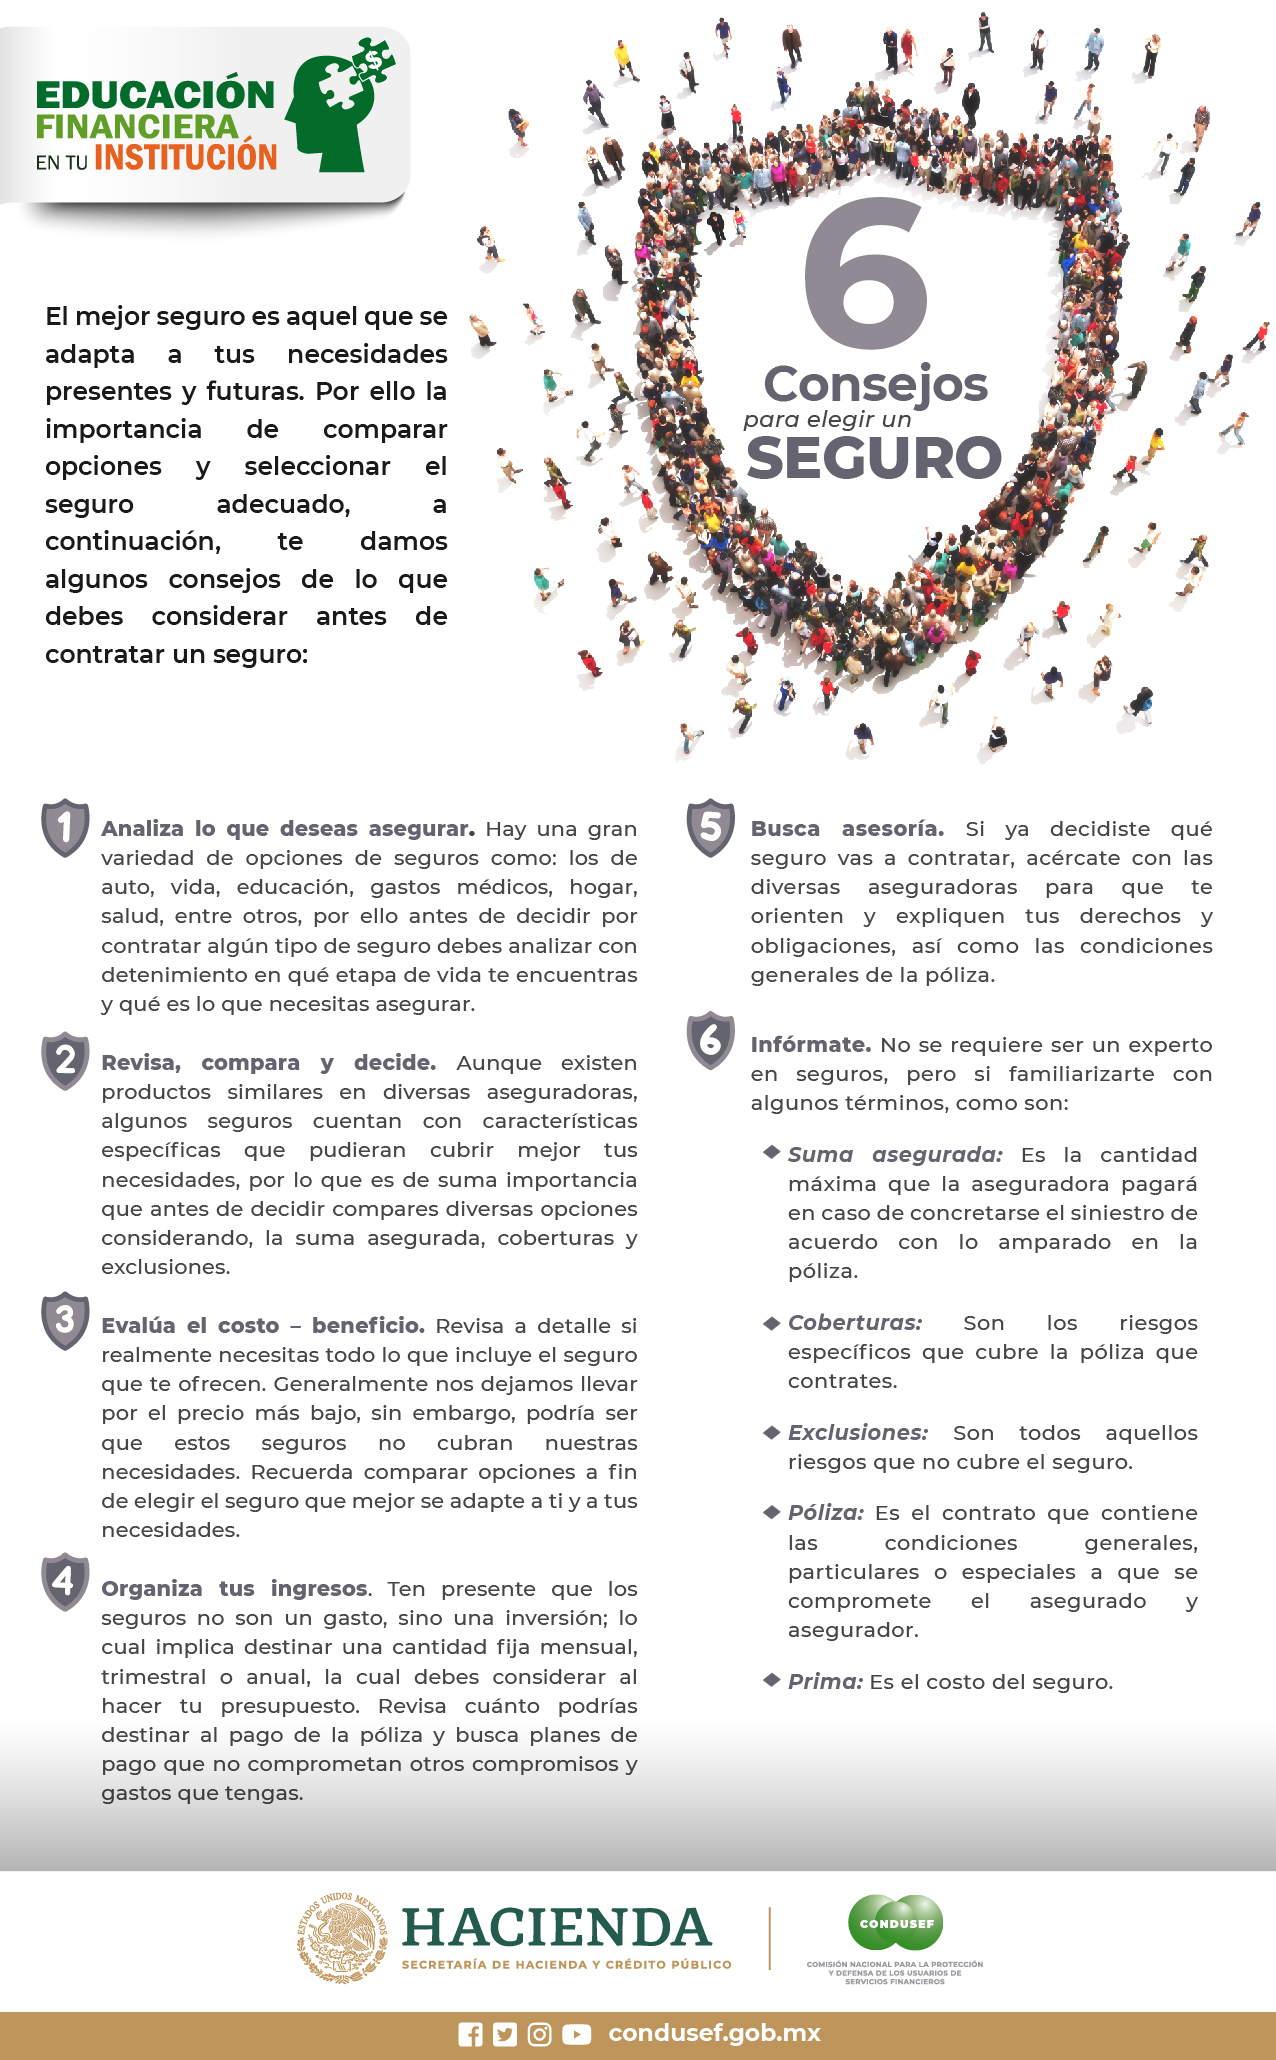 EDUCACIÓN
FINANCIERA
EN TU INSTITUCIÓN
$
El mejor seguro es aquel que se
adapta a tus necesidades
presentes y futuras. Por ello la
importancia de comparar
opciones y seleccionar el
seguro adecuado, a
continuación, te damos
algunos consejos de lo que
debes considerar antes de
contratar un seguro:
6
Consejos
para elegir un
SEGURO
1
Analiza lo que deseas asegurar. Hay una gran
variedad de opciones de seguros como: los de
auto, vida, educación, gastos médicos, hogar,
salud, entre otros, por ello antes de decidir por
contratar algún tipo de seguro debes analizar con
detenimiento en qué etapa de vida te encuentras
y qué es lo que necesitas asegurar.
2
Revisa, compara y decide. Aunque existen
productos similares en diversas aseguradoras,
algunos seguros cuentan con características
específicas que pudieran cubrir mejor tus
necesidades, por lo que es de suma importancia
que antes de decidir compares diversas opciones
considerando, la suma asegurada, coberturas y
exclusiones.
3
Evalúa el costo – beneficio. Revisa a detalle si
realmente necesitas todo lo que incluye el seguro
que te ofrecen. Generalmente nos dejamos llevar
por el precio más bajo, sin embargo, podría ser
que estos seguros no cubran nuestras
necesidades. Recuerda comparar opciones a fin
de elegir el seguro que mejor se adapte a ti y a tus
necesidades.
4
Organiza tus ingresos. Ten presente que los
seguros no son un gasto, sino una inversión; lo
cual implica destinar una cantidad fija mensual,
trimestral o anual, la cual debes considerar al
hacer tu presupuesto. Revisa cuánto podrías
destinar al pago de la póliza y busca planes de
pago que no comprometan otros compromisos y
gastos que tengas.
5
Busca asesoría. Si ya decidiste qué
seguro vas a contratar, acércate con las
diversas aseguradoras para que te
orienten y expliquen tus derechos y
obligaciones, así como las condiciones
generales de la póliza.
6
Infórmate. No se requiere ser un experto
en seguros, pero si familiarizarte con
algunos términos, como son:
Suma asegurada: Es la cantidad
máxima que la aseguradora pagará
en caso de concretarse el siniestro de
acuerdo con lo amparado en la
póliza.
Coberturas: Son los riesgos
específicos que cubre la póliza que
contrates.
Exclusiones: Son todos aquellos
riesgos que no cubre el seguro.
Póliza: Es el contrato que contiene
las condiciones generales,
particulares o especiales a que se
compromete el asegurado y
asegurador.
Prima: Es el costo del seguro.
ESTADOS UNIDOS MEXICANOS
HACIENDA
SECRETARÍA DE HACIENDA Y CRÉDITO PÚBLICO
CONDUSEF
COMISIÓN NACIONAL PARA LA PROTECCIÓN
Y DEFENSA DE LOS USUARIOS DE
SERVICIOS FINANCIEROS
condusef.gob.mx